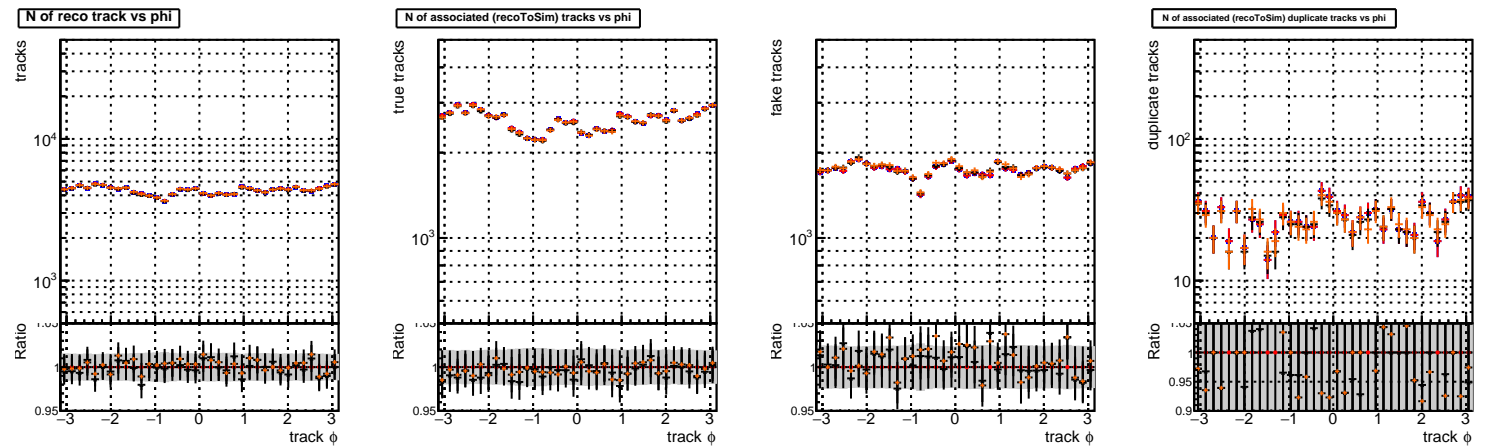 N of reco track vs phi
tracks
10^4
10^3
Ratio
1
0.95
−3 −2 −1 0 1 2 3
track ϕ
N of associated (recoToSim) tracks vs phi
true tracks
10^3
Ratio
1
0.95
−3 −2 −1 0 1 2 3
track ϕ
fake tracks
10^3
Ratio
1
0.95
−3 −2 −1 0 1 2 3
track ϕ
N of associated (recoToSim) duplicate tracks vs phi
duplicate tracks
10^2
10
Ratio
1
0.95
0.9
−3 −2 −1 0 1 2 3
track ϕ